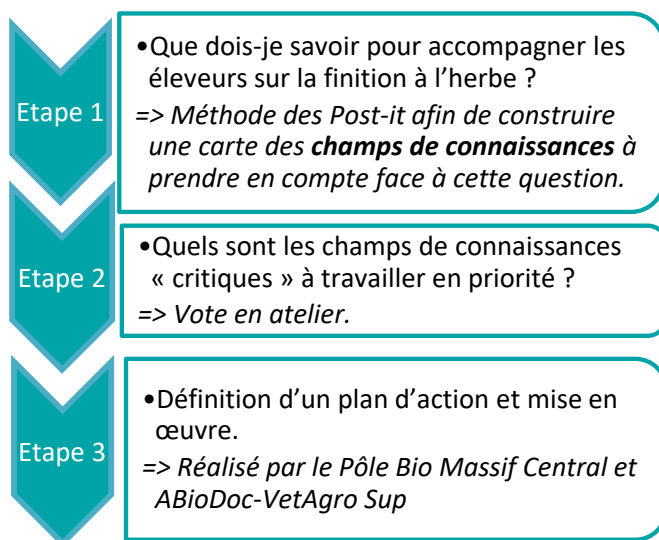 Etape 1
•Que dois-je savoir pour accompagner les
éleveurs sur la finition à l'herbe ?
=> Méthode des Post-it afin de construire
une carte des champs de connaissances à
prendre en compte face à cette question.
Etape 2
•Quels sont les champs de connaissances
« critiques » à travailler en priorité ?
=> Vote en atelier.
Etape 3
•Définition d'un plan d'action et mise en
œuvre.
=> Réalisé par le Pôle Bio Massif Central et
ABioDoc-VetAgro Sup